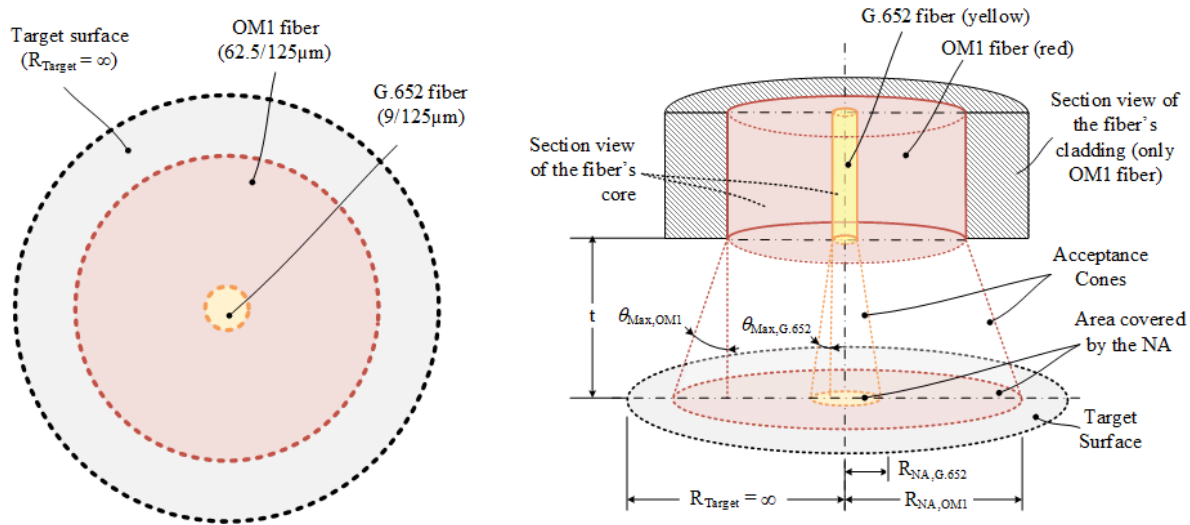 Target surface
(R_Target = ∞)
OM1 fiber
(62.5/125µm)
G.652 fiber
(9/125µm)
G.652 fiber (yellow)
OM1 fiber (red)
Section view
of the fiber's
core
Section view of
the fiber's
cladding (only
OM1 fiber)
t
θ_Max,OM1
θ_Max,G.652
Acceptance
Cones
Area covered
by the NA
Target
Surface
R_NA,G.652
R_Target = ∞
R_NA,OM1